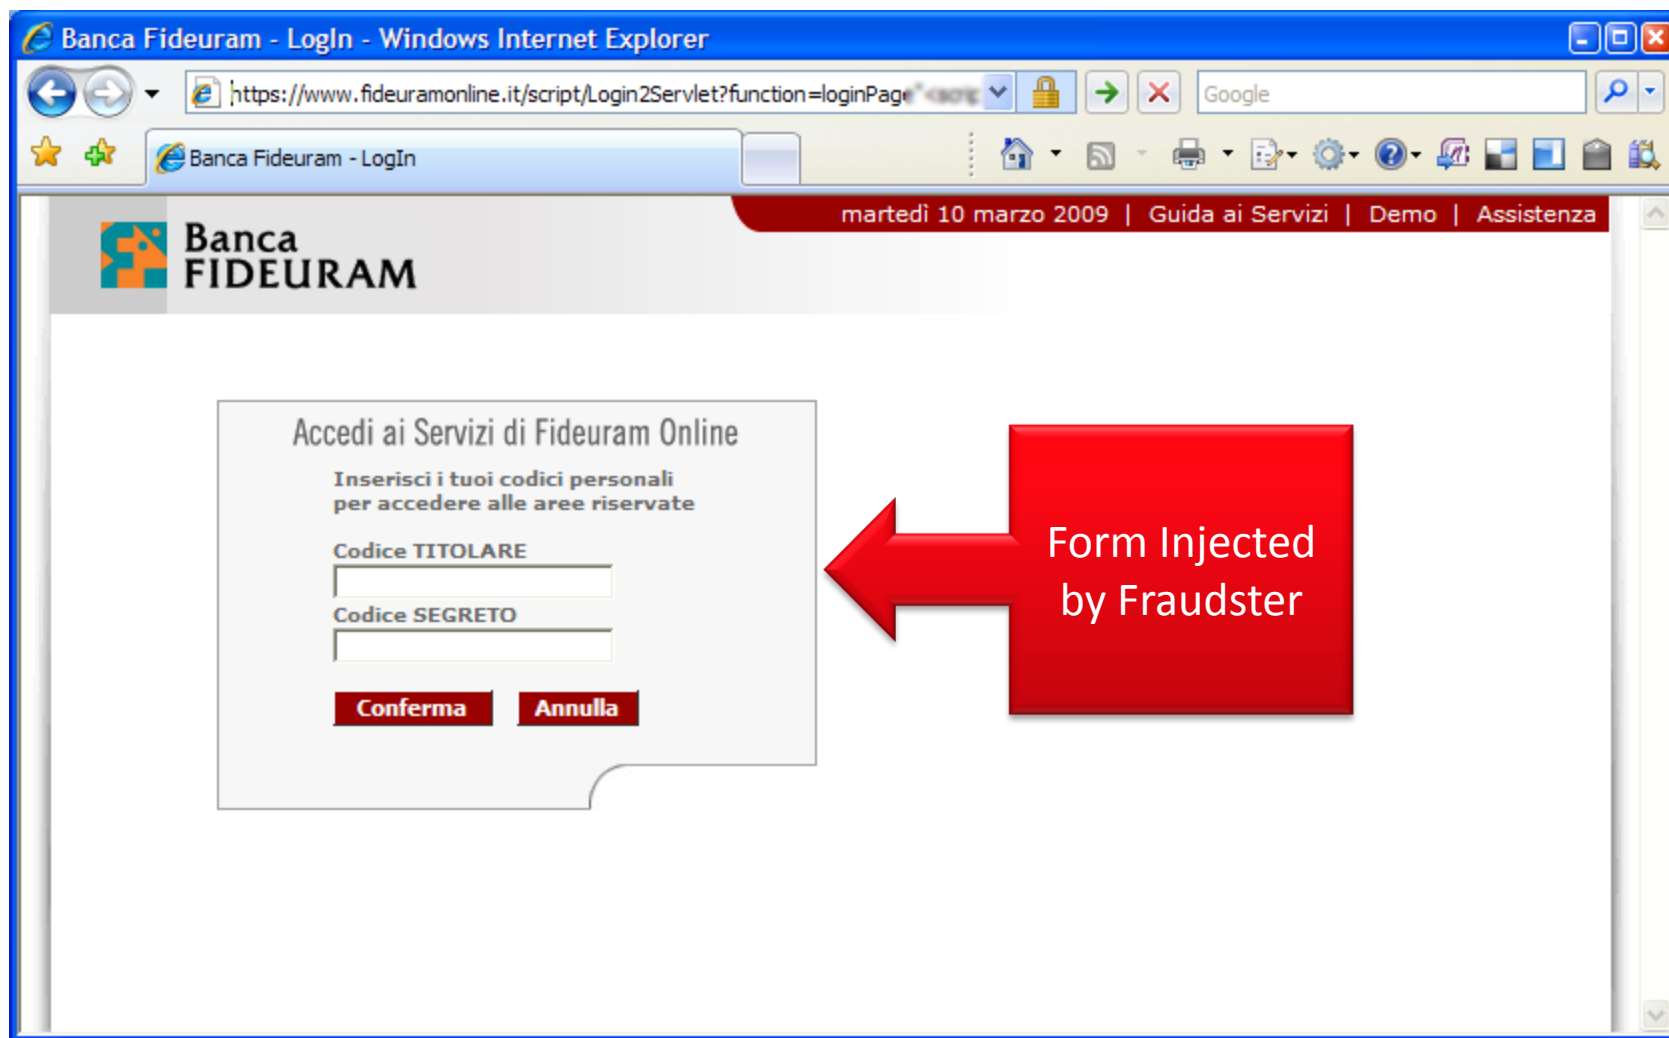 Banca Fideuram - LogIn - Windows Internet Explorer
https://www.fideuramonline.it/script/Login2Servlet?function=loginPage
Google
Banca Fideuram - LogIn
martedì 10 marzo 2009 | Guida ai Servizi | Demo | Assistenza
Banca
FIDEURAM
Accedi ai Servizi di Fideuram Online
Inserisci i tuoi codici personali
per accedere alle aree riservate
Codice TITOLARE
Codice SEGRETO
Conferma Annulla
Form Injected
by Fraudster